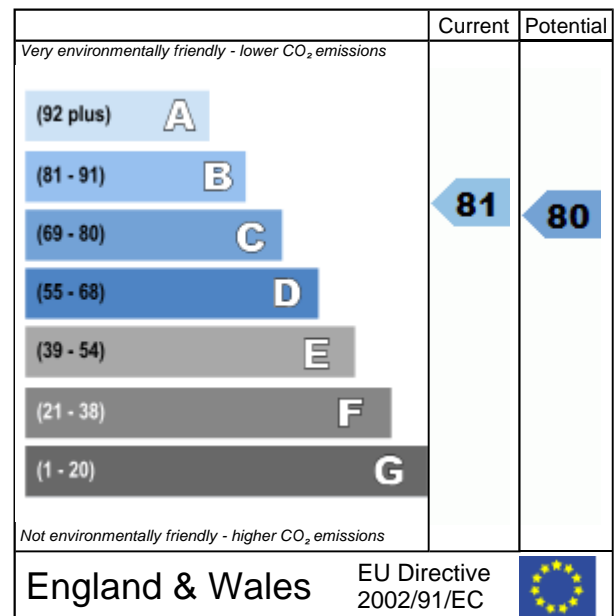 Current Potential
Very environmentally friendly - lower CO₂ emissions
(92 plus) A
(81 - 91) B
(69 - 80) C
(55 - 68) D
(39 - 54) E
(21 - 38) F
(1 - 20) G
81
80
Not environmentally friendly - higher CO₂ emissions
England & Wales
EU Directive
2002/91/EC